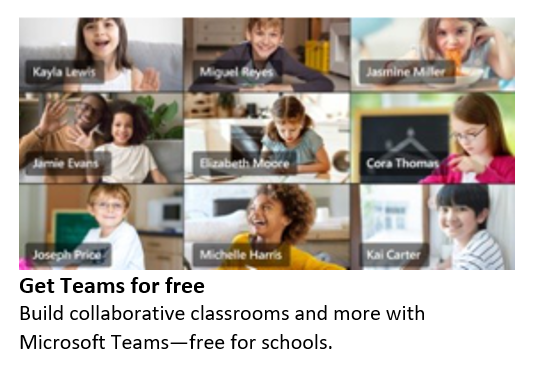 Kayla Lewis
Miguel Reyes
Jasmine Miller
Jamie Evans
Elizabeth Moore
Cora Thomas
Joseph Price
Michelle Harris
Kai Carter
Get Teams for free
Build collaborative classrooms and more with
Microsoft Teams—free for schools.